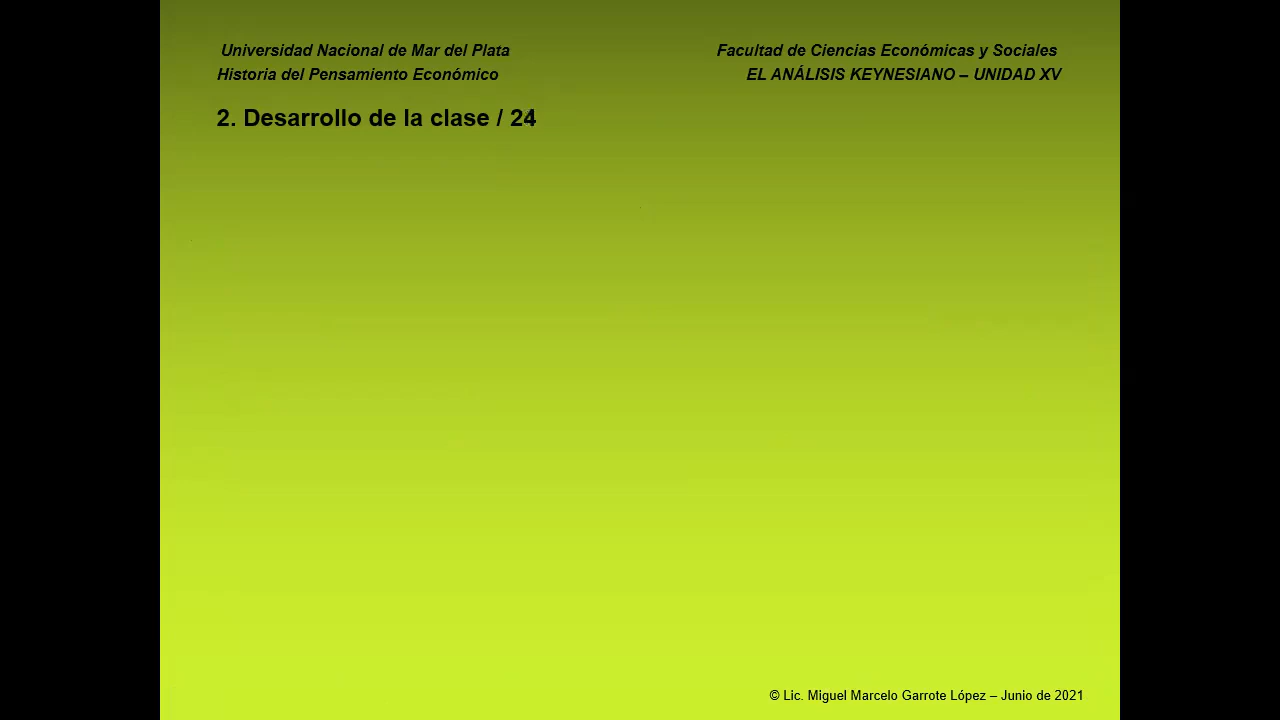 Universidad Nacional de Mar del Plata Facultad de Ciencias Económicas y Sociales
Historia del Pensamiento Económico EL ANÁLISIS KEYNESIANO – UNIDAD XV
2. Desarrollo de la clase / 24
© Lic. Miguel Marcelo Garrote López – Junio de 2021